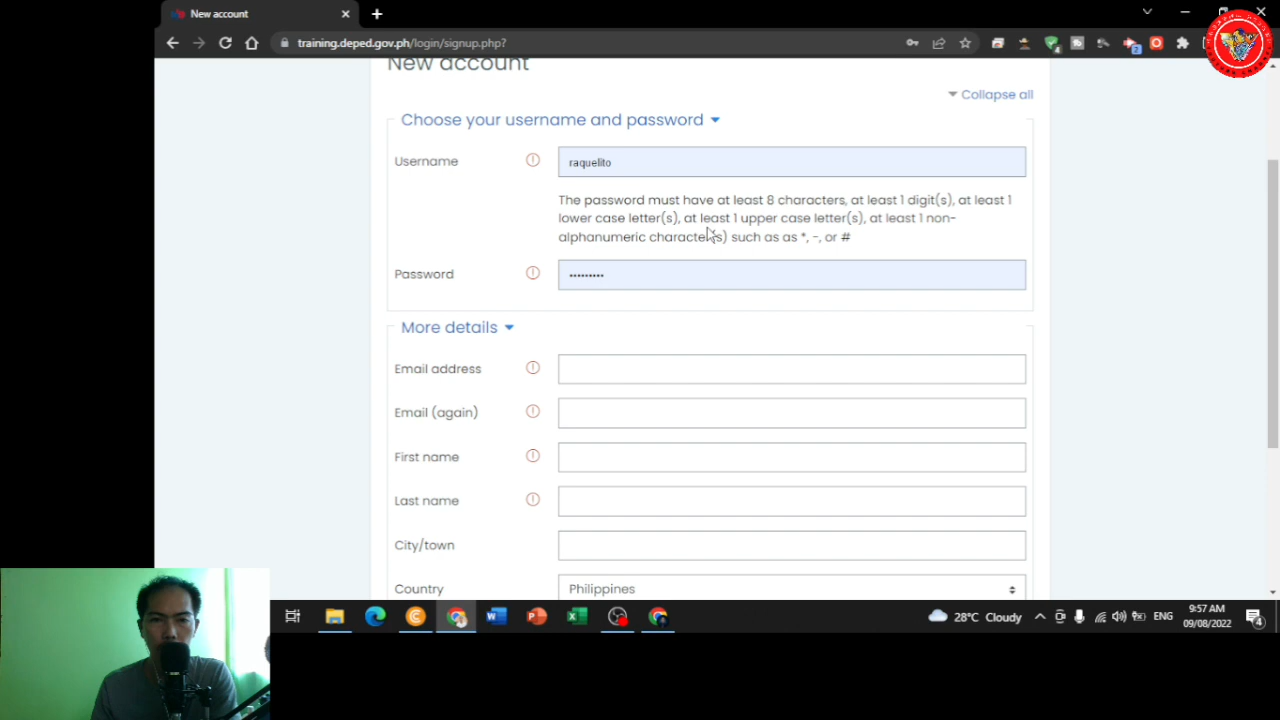 New account
training.deped.gov.ph/login/signup.php?
New account
Collapse all
Choose your username and password
Username
raquelito
The password must have at least 8 characters, at least 1 digit(s), at least 1
lower case letter(s), at least 1 upper case letter(s), at least 1 non-
alphanumeric character(s) such as as *, -, or #
Password
•••••••••
More details
Email address
Email (again)
First name
Last name
City/town
Country
Philippines
28°C Cloudy
ENG
9:57 AM
09/08/2022
4